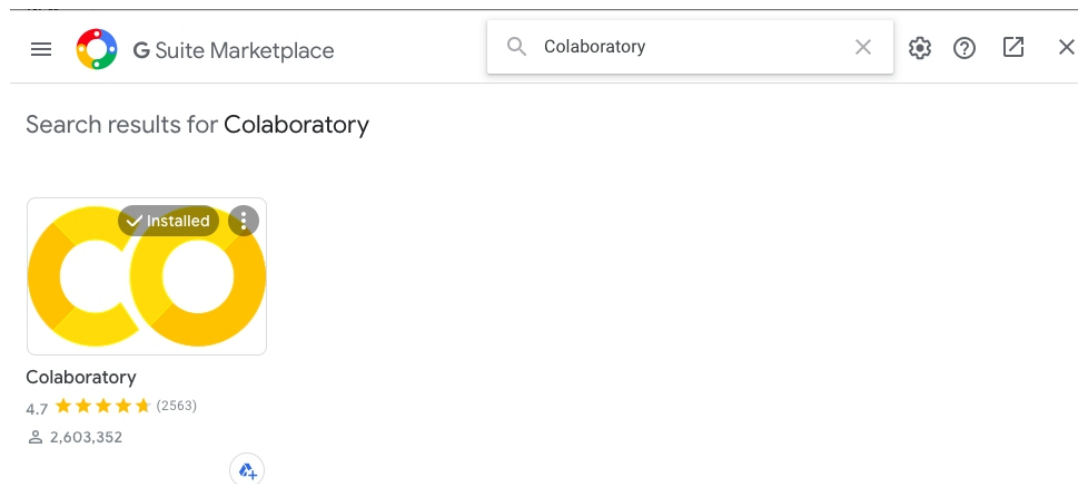 G Suite Marketplace
Colaboratory
Search results for Colaboratory
Installed
Colaboratory
4.7 (2563)
2,603,352